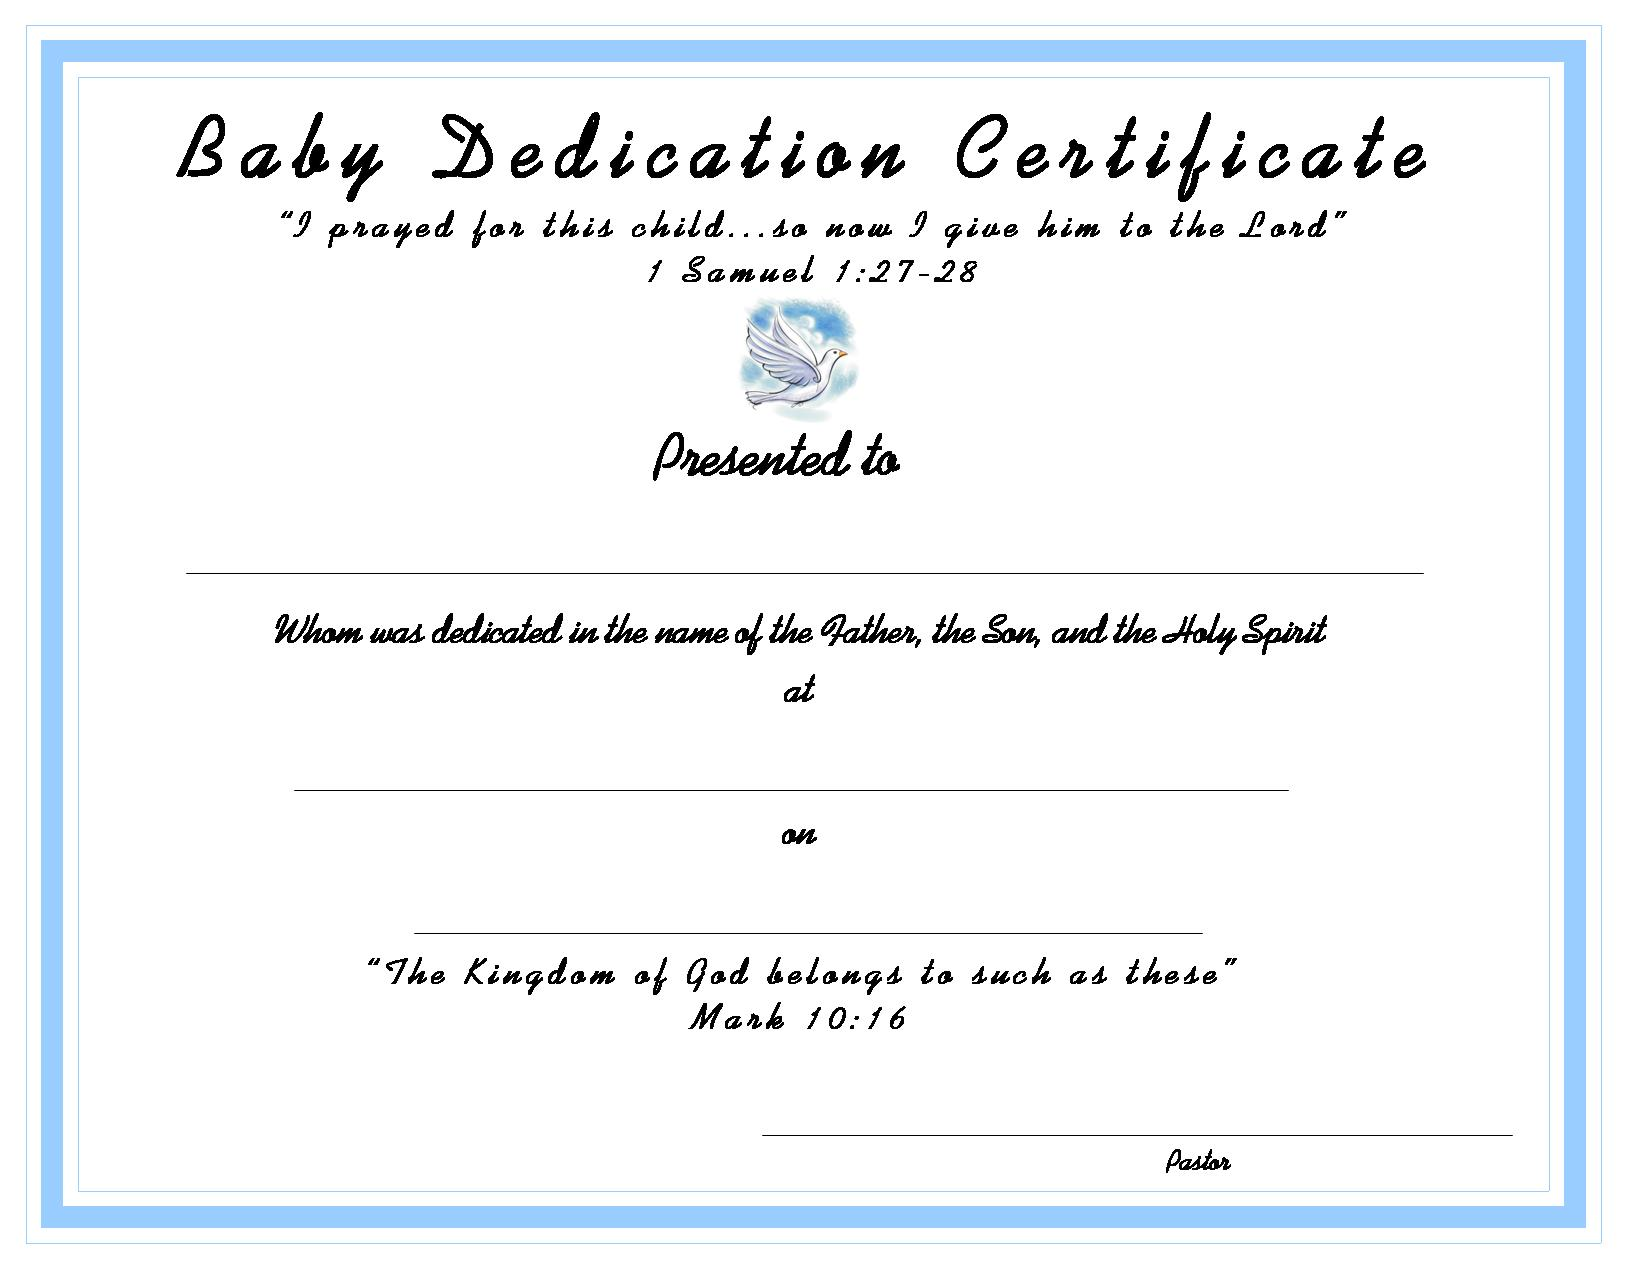 Baby Dedication Certificate
“I prayed for this child...so now I give him to the Lord”
1 Samuel 1:27-28
Presented to
Whom was dedicated in the name of the Father, the Son, and the Holy Spirit
at
on
“The Kingdom of God belongs to such as these”
Mark 10:16
Pastor